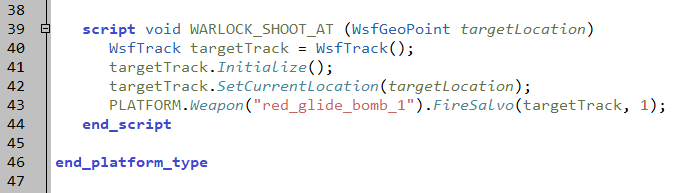 38
39 script void WARLOCK_SHOOT_AT (WsfGeoPoint targetLocation)
40 WsfTrack targetTrack = WsfTrack();
41 targetTrack.Initialize();
42 targetTrack.SetCurrentLocation(targetLocation);
43 PLATFORM.Weapon("red_glide_bomb_1").FireSalvo(targetTrack, 1);
44 end_script
45
46 end_platform_type
47